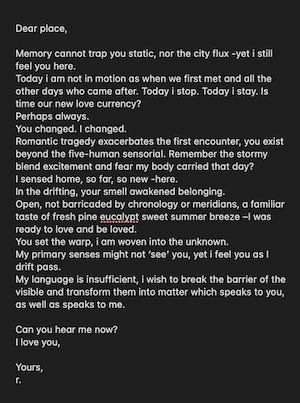 Dear place,
Memory cannot trap you static, nor the city flux -yet i still
feel you here.
Today i am not in motion as when we first met and all the
other days who came after. Today i stop. Today i stay. Is
time our new love currency?
Perhaps always.
You changed. I changed.
Romantic tragedy exacerbates the first encounter, you exist
beyond the five-human sensorial. Remember the stormy
blend excitement and fear my body carried that day?
I sensed home, so far, so new -here.
In the drifting, your smell awakened belonging.
Open, not barricaded by chronology or meridians, a familiar
taste of fresh pine eucalypt sweet summer breeze –I was
ready to love and be loved.
You set the warp, i am woven into the unknown.
My primary senses might not ‘see’ you, yet i feel you as I
drift pass.
My language is insufficient, i wish to break the barrier of the
visible and transform them into matter which speaks to you,
as well as speaks to me.
Can you hear me now?
I love you,
Yours,
r.